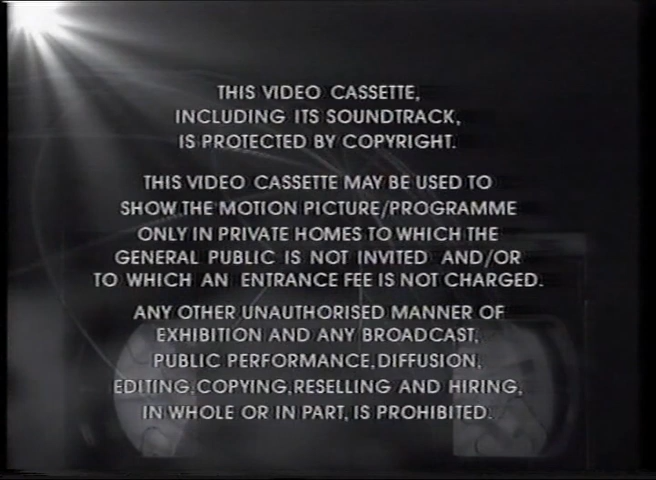 THIS VIDEO CASSETTE,
INCLUDING ITS SOUNDTRACK,
IS PROTECTED BY COPYRIGHT.
THIS VIDEO CASSETTE MAY BE USED TO
SHOW THE MOTION PICTURE/PROGRAMME
ONLY IN PRIVATE HOMES TO WHICH THE
GENERAL PUBLIC IS NOT INVITED AND/OR
TO WHICH AN ENTRANCE FEE IS NOT CHARGED.
ANY OTHER UNAUTHORISED MANNER OF
EXHIBITION AND ANY BROADCAST,
PUBLIC PERFORMANCE,DIFFUSION,
EDITING,COPYING,RESELLING AND HIRING,
IN WHOLE OR IN PART, IS PROHIBITED.